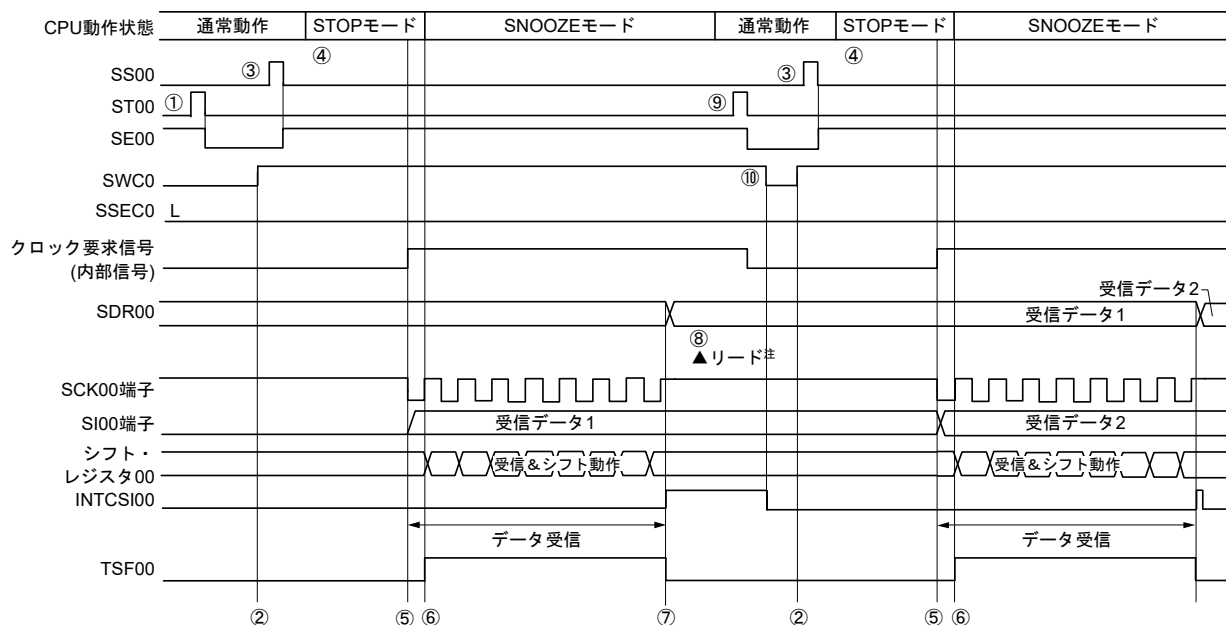 CPU動作状態 通常動作 STOPモード SNOOZEモード 通常動作 STOPモード SNOOZEモード
④ ④
SS00 ③ ③
ST00 ① ⑨
SE00
SWC0 ⑩
SSEC0 L
クロック要求信号
(内部信号)
SDR00 受信データ1 受信データ2
⑧
▲リード注
SCK00端子
SI00端子 受信データ1 受信データ2
シフト・
レジスタ00 受信&シフト動作 受信&シフト動作
INTCSI00
データ受信 データ受信
TSF00
② ⑤ ⑥ ⑦ ② ⑤ ⑥